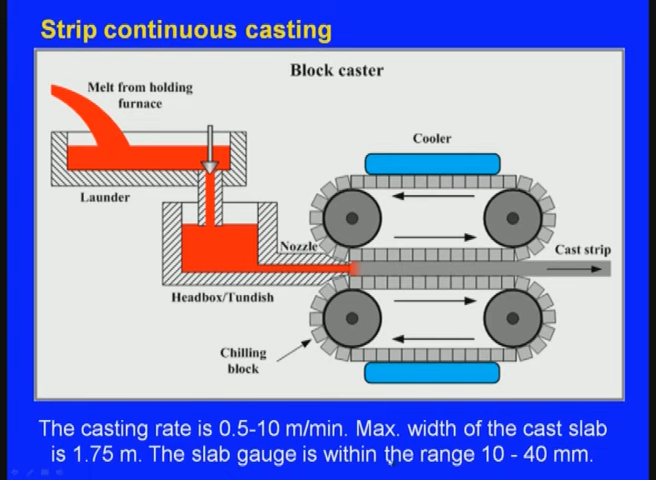 Strip continuous casting
Block caster
Melt from holding
furnace
Cooler
Launder
Nozzle
Cast strip
Headbox/Tundish
Chilling
block
The casting rate is 0.5-10 m/min. Max. width of the cast slab
is 1.75 m. The slab gauge is within the range 10 - 40 mm.